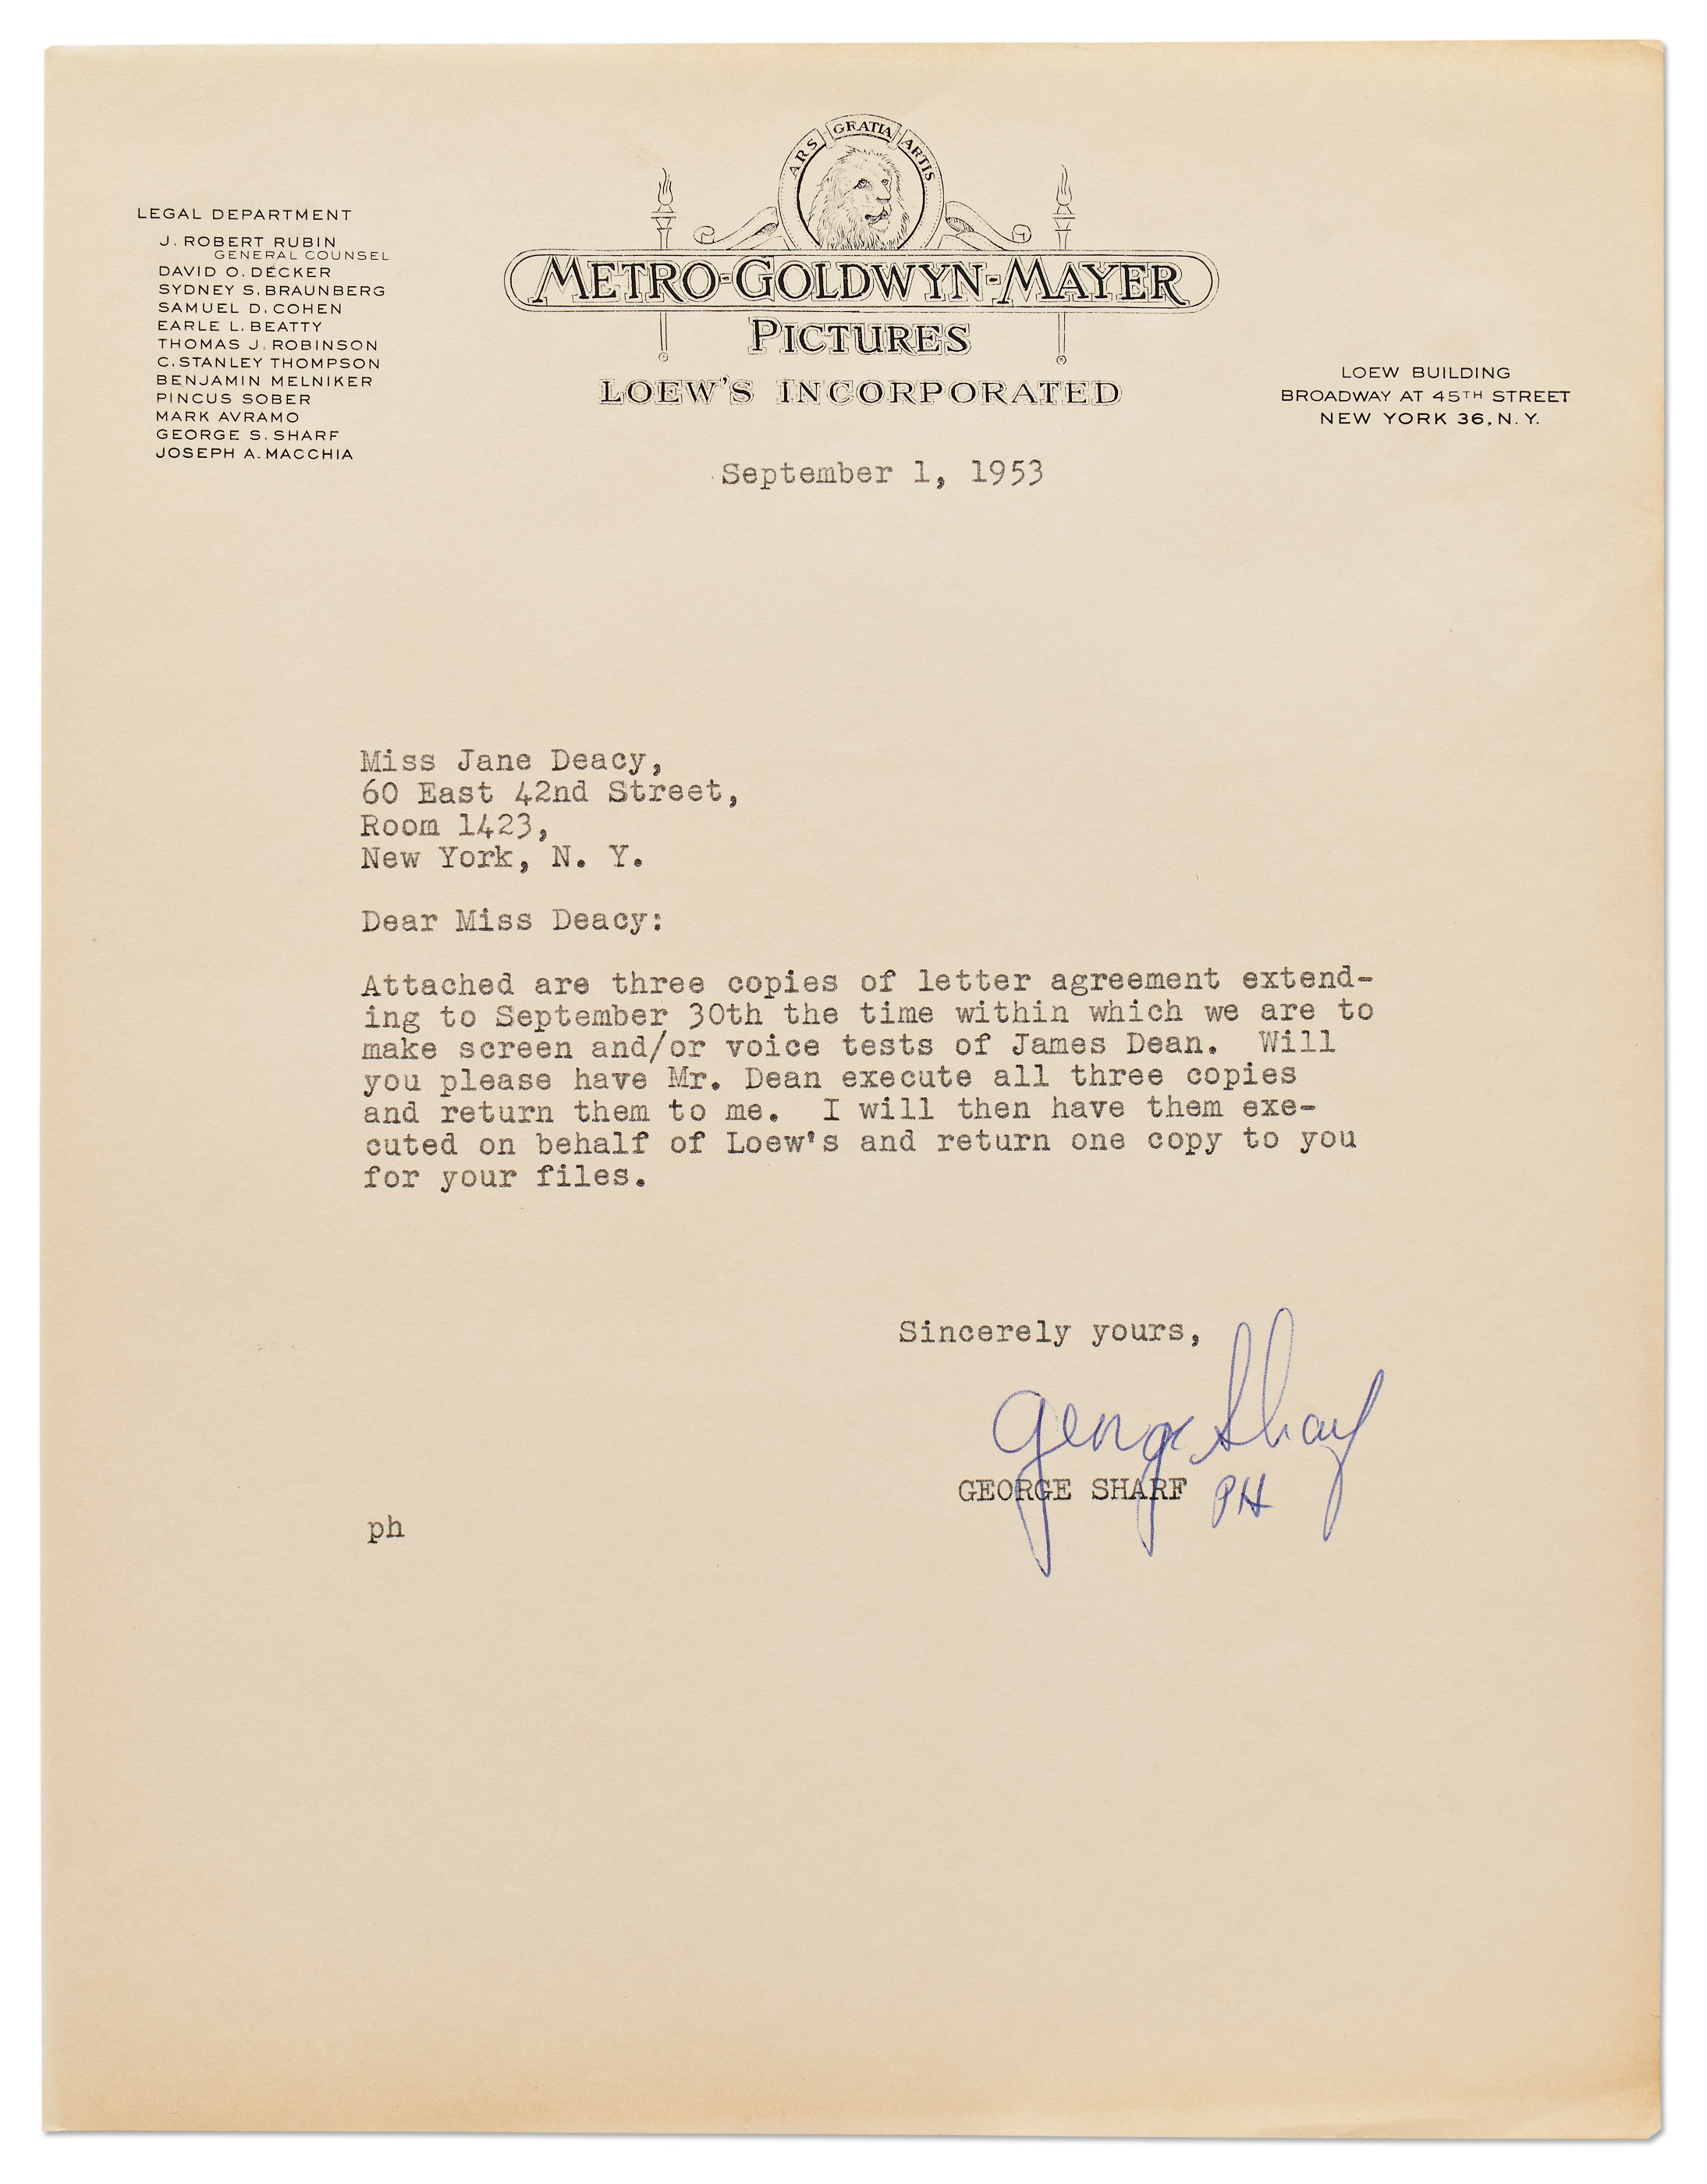 LEGAL DEPARTMENT
J. ROBERT RUBIN
GENERAL COUNSEL
DAVID O. DECKER
SYDNEY S. BRAUNBERG
SAMUEL D. COHEN
EARLE L. BEATTY
THOMAS J. ROBINSON
C. STANLEY THOMPSON
BENJAMIN MELNIKER
PINCUS SOBER
MARK AVRAMO
GEORGE S. SHARF
JOSEPH A. MACCHIA
ARS GRATIA ARTIS
METRO-GOLDWYN-MAYER
PICTURES
LOEW'S INCORPORATED
LOEW BUILDING
BROADWAY AT 45TH STREET
NEW YORK 36, N. Y.
September 1, 1953
Miss Jane Deacy,
60 East 42nd Street,
Room 1423,
New York, N. Y.
Dear Miss Deacy:
Attached are three copies of letter agreement extend-
ing to September 30th the time within which we are to
make screen and/or voice tests of James Dean. Will
you please have Mr. Dean execute all three copies
and return them to me. I will then have them exe-
cuted on behalf of Loew's and return one copy to you
for your files.
Sincerely yours,
George Sharf
GEORGE SHARF PH
ph